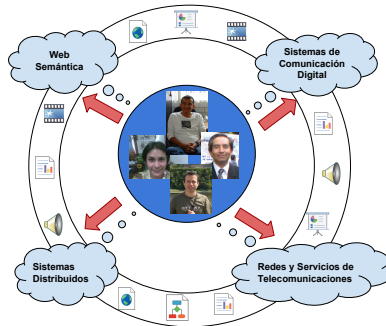 Web
Semántica
Sistemas de
Comunicación
Digital
Sistemas
Distribuidos
Redes y Servicios de
Telecomunicaciones